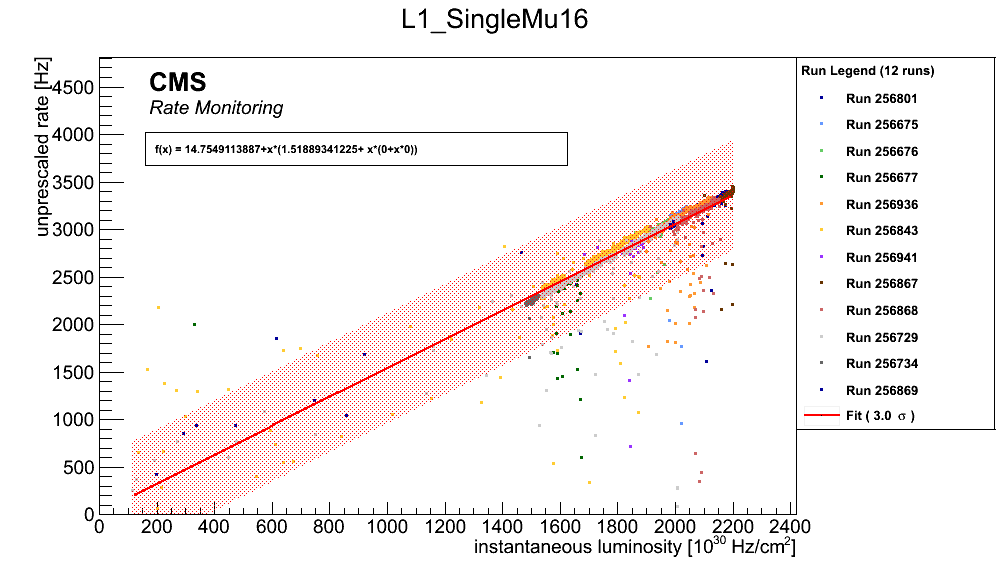 L1_SingleMu16
unprescaled rate [Hz]
CMS
Rate Monitoring
f(x) = 14.7549113887+x*(1.51889341225+ x*(0+x*0))
4500
4000
3500
3000
2500
2000
1500
1000
500
0
0 200 400 600 800 1000 1200 1400 1600 1800 2000 2200 2400
instantaneous luminosity [10³⁰ Hz/cm²]
Run Legend (12 runs)
Run 256801
Run 256675
Run 256676
Run 256677
Run 256936
Run 256843
Run 256941
Run 256867
Run 256868
Run 256729
Run 256734
Run 256869
Fit ( 3.0 σ )